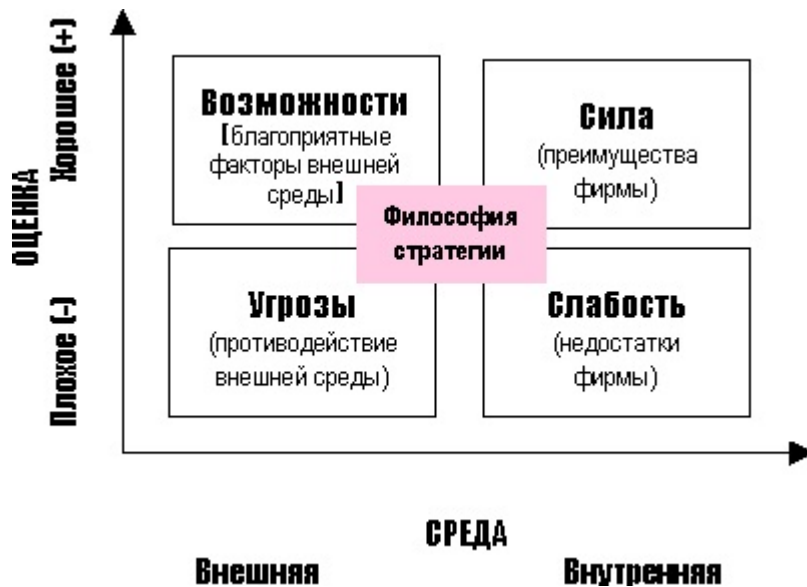 ОЦЕНКА
Хорошее (+)
Плохое (-)
Возможности
[благоприятные
факторы внешней
среды]
Сила
(преимущества
фирмы)
Философия
стратегии
Угрозы
(противодействие
внешней среды)
Слабость
(недостатки
фирмы)
СРЕДА
Внешняя
Внутренняя